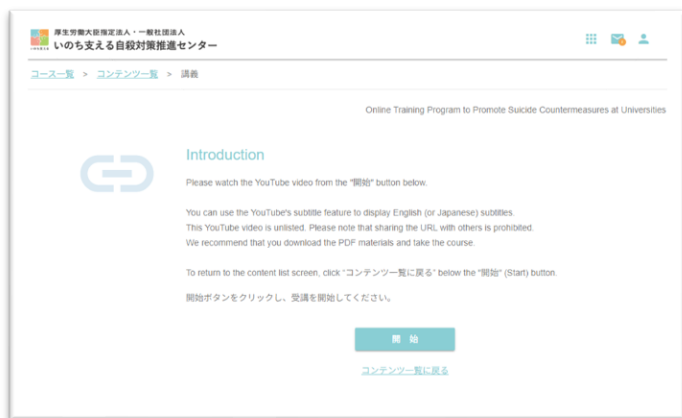 厚生労働大臣指定法人・一般社団法人
いのち支える自殺対策推進センター
コース一覧 > コンテンツ一覧 > 講義
Online Training Program to Promote Suicide Countermeasures at Universities
Introduction
Please watch the YouTube video from the "開始" button below.
You can use the YouTube's subtitle feature to display English (or Japanese) subtitles.
This YouTube video is unlisted. Please note that sharing the URL with others is prohibited.
We recommend that you download the PDF materials and take the course.
To return to the content list screen, click "コンテンツ一覧に戻る" below the "開始" (Start) button.
開始ボタンをクリックし、受講を開始してください。
開 始
コンテンツ一覧に戻る